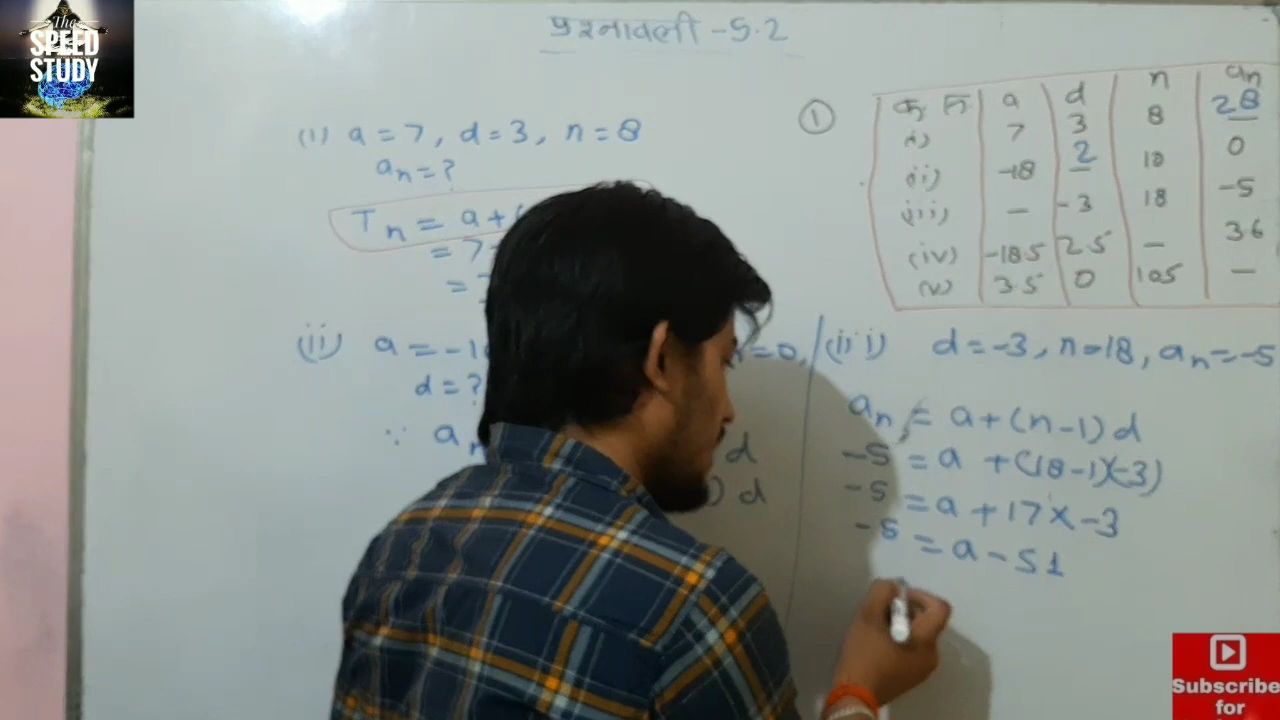 The
SPEED
STUDY
प्रश्नावली -5.2
(i) a = 7, d = 3, n = 8
an = ?
Tn = a +
= 7
=
(ii) a = -1
n = 0,
d = ?
∵ an
d
) d
①
क्र. सं. a d n an
(i) 7 3 8 28
(ii) -18 2 10 0
(iii) – -3 18 -5
(iv) -18.5 2.5 – 3.6
(v) 3.5 0 105 –
(iii) d = -3, n = 18, an = -5
an = a + (n-1) d
-5 = a + (18-1)(-3)
-5 = a + 17 × -3
-5 = a - 51
Subscribe
for